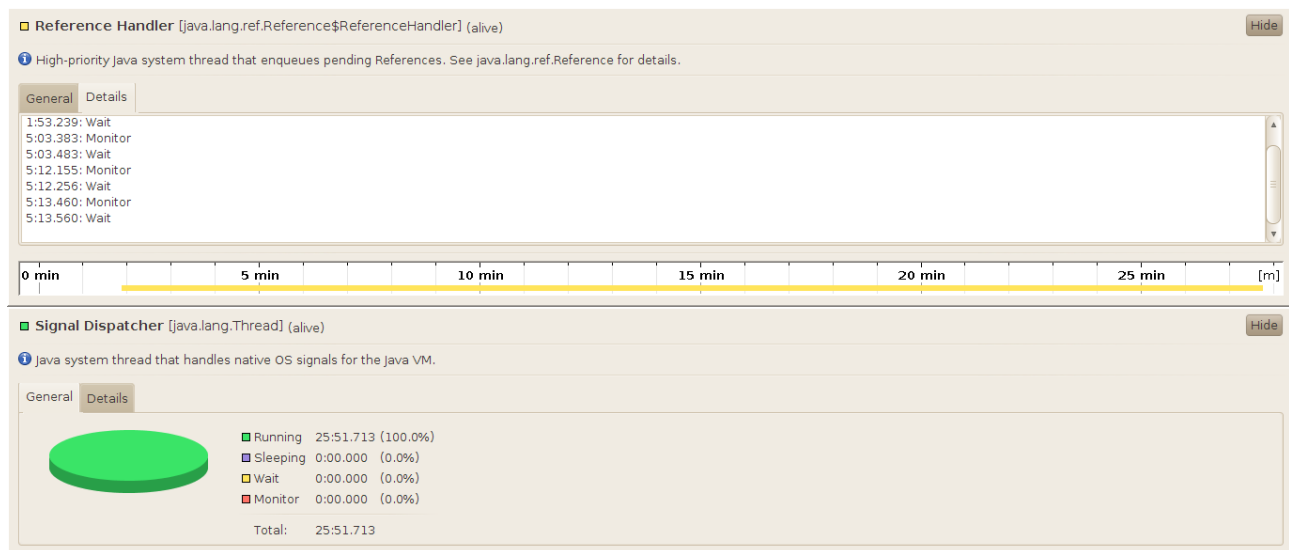 Reference Handler [java.lang.ref.Reference$ReferenceHandler] (alive) Hide
High-priority Java system thread that enqueues pending References. See java.lang.ref.Reference for details.
General Details
1:53.239: Wait
5:03.383: Monitor
5:03.483: Wait
5:12.155: Monitor
5:12.256: Wait
5:13.460: Monitor
5:13.560: Wait
0 min 5 min 10 min 15 min 20 min 25 min [m]
Signal Dispatcher [java.lang.Thread] (alive) Hide
Java system thread that handles native OS signals for the Java VM.
General Details
Running 25:51.713 (100.0%)
Sleeping 0:00.000 (0.0%)
Wait 0:00.000 (0.0%)
Monitor 0:00.000 (0.0%)
Total: 25:51.713